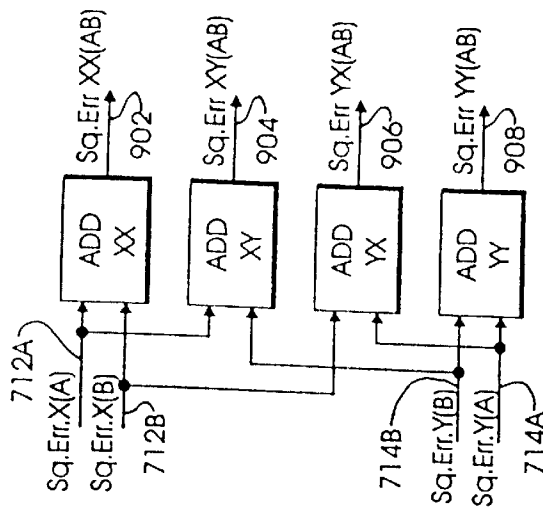 712A
Sq.Err.X(A)
Sq.Err.X(B)
712B
ADD
XX
Sq.Err XX(AB)
902
ADD
XY
Sq.Err XY(AB)
904
ADD
YX
Sq.Err YX(AB)
906
714B
Sq.Err.Y(B)
Sq.Err.Y(A)
714A
ADD
YY
Sq.Err YY(AB)
908